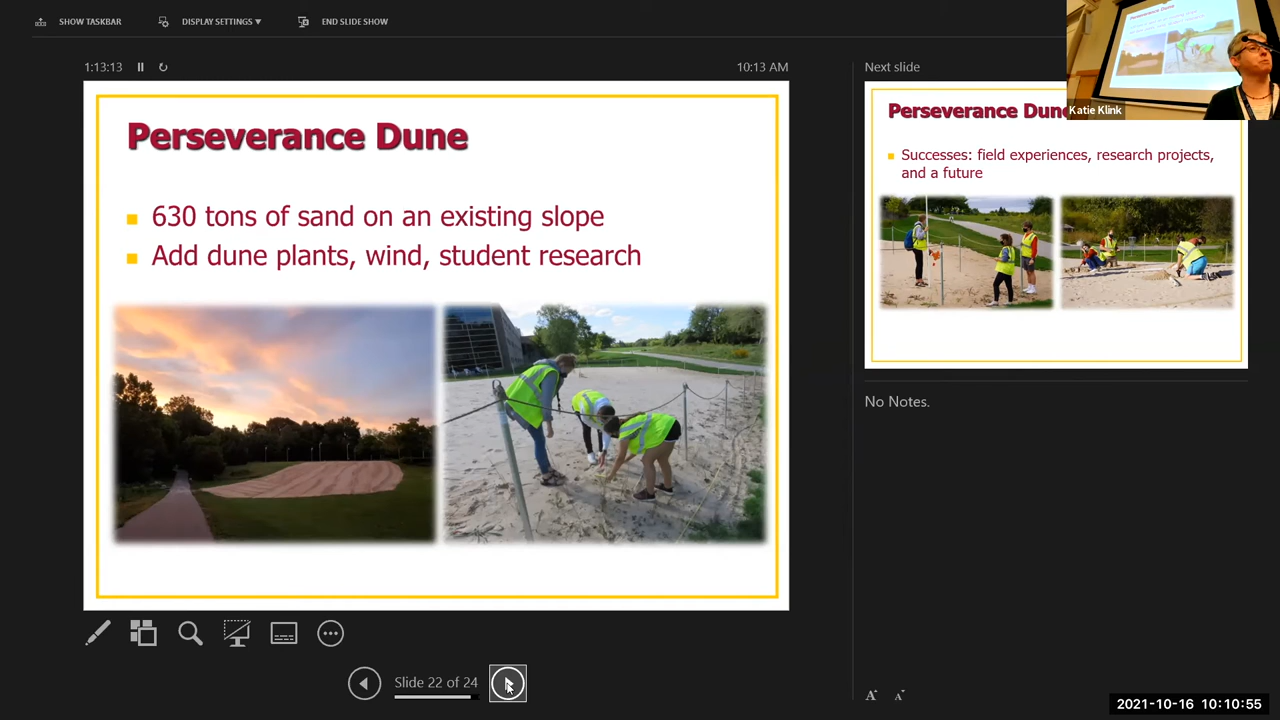 SHOW TASKBAR
DISPLAY SETTINGS
END SLIDE SHOW
1:13:13
10:13 AM
Perseverance Dune
630 tons of sand on an existing slope
Add dune plants, wind, student research
Slide 22 of 24
Next slide
Perseverance Dune
Katie Klink
Perseverance
Successes: field experiences, research projects,
and a future
No Notes.
A A
2021-10-16 10:10:55